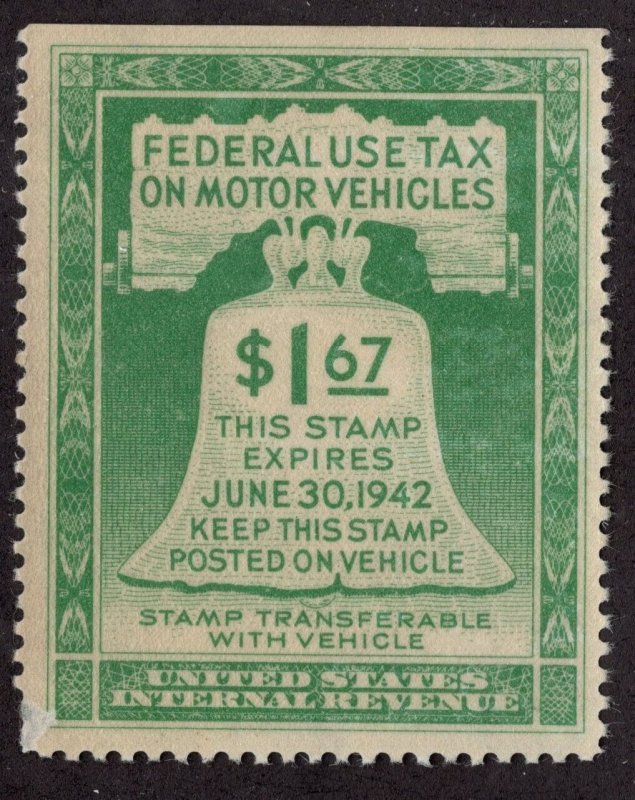 FEDERAL USE TAX
ON MOTOR VEHICLES
$1 67
THIS STAMP
EXPIRES
JUNE 30, 1942
KEEP THIS STAMP
POSTED ON VEHICLE
STAMP TRANSFERABLE
WITH VEHICLE
UNITED STATES
INTERNAL REVENUE